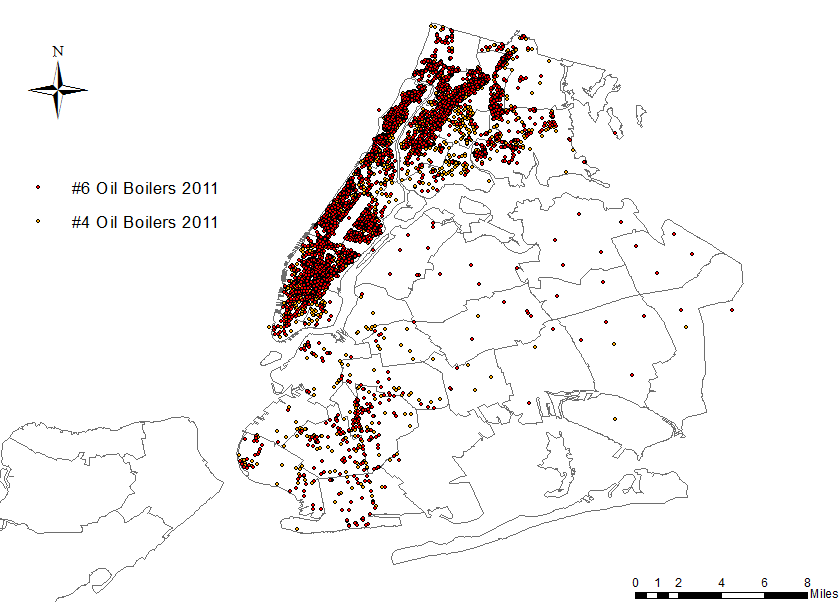 N
#6 Oil Boilers 2011
#4 Oil Boilers 2011
0 1 2 4 6 8
Miles